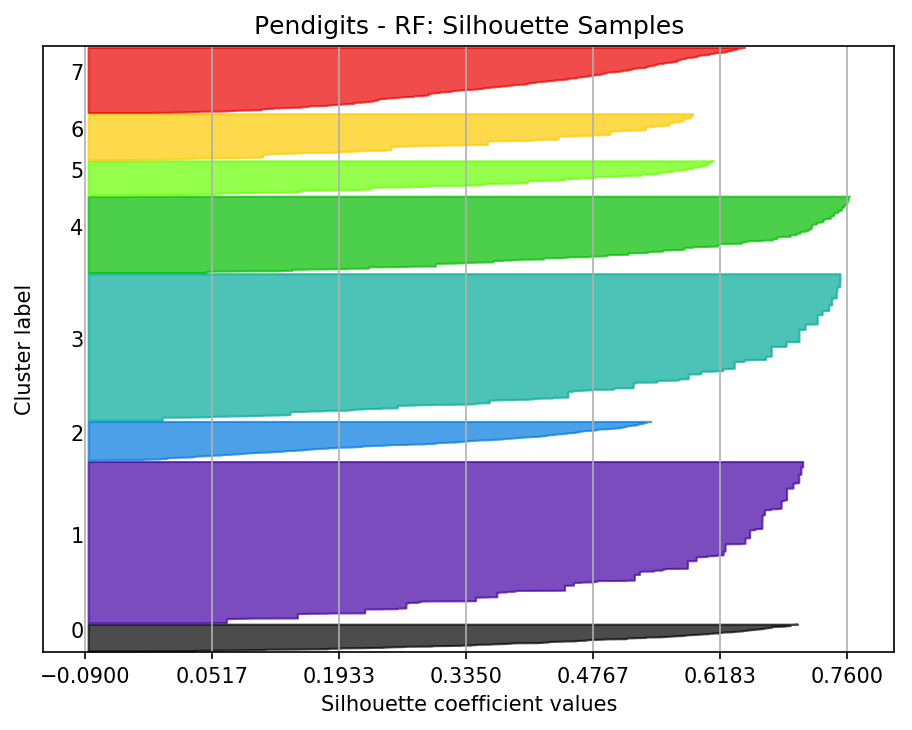 Pendigits - RF: Silhouette Samples
7
6
5
4
3
2
1
0
Cluster label
−0.0900 0.0517 0.1933 0.3350 0.4767 0.6183 0.7600
Silhouette coefficient values